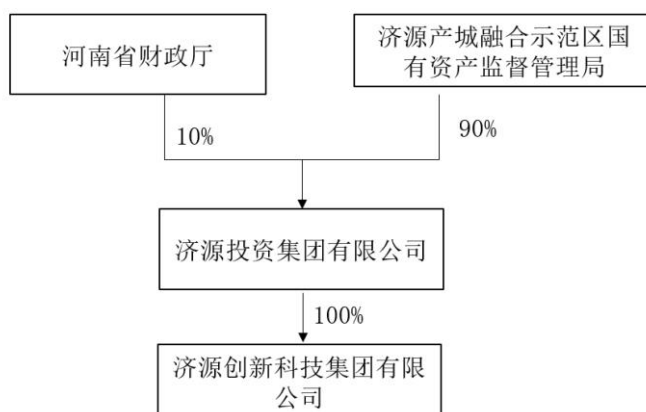 河南省财政厅
济源产城融合示范区国
有资产监督管理局
10%
90%
济源投资集团有限公司
100%
济源创新科技集团有限
公司